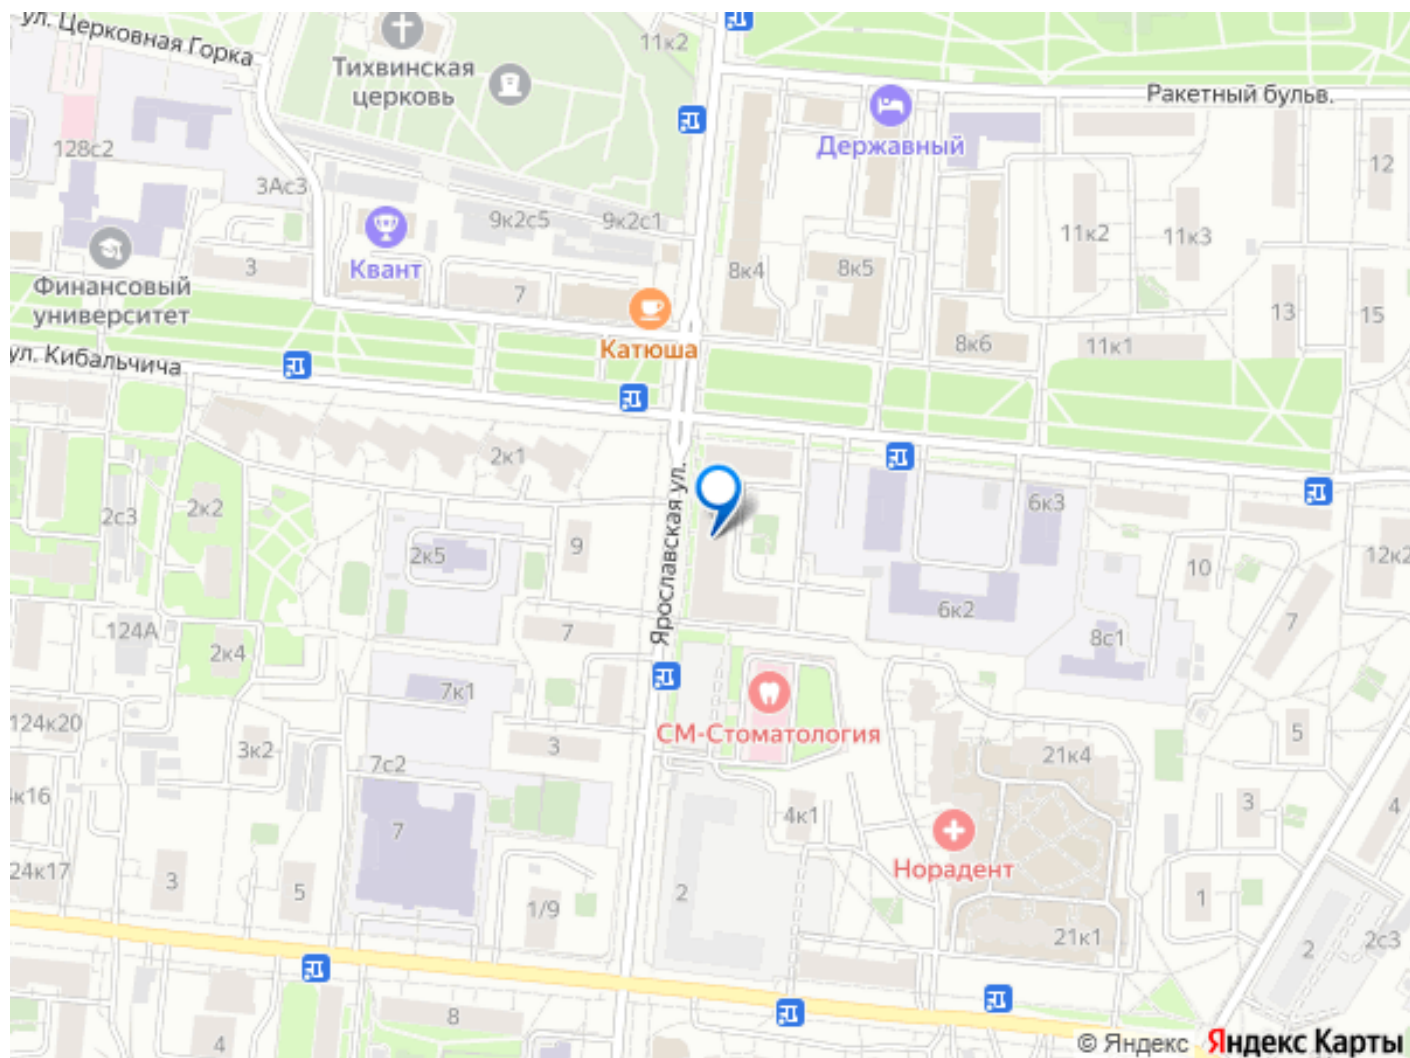 ул. Церковная Горка
11к2
Тихвинская
церковь
Ракетный бульв.
Державный
128с2
12
3Ас3
9к2с5
9к2с1
11к2
11к3
Квант
3
8к4
8к5
Финансовый
университет
7
13
15
Катюша
8к6
11к1
ул. Кибальчича
2к1
Ярославская ул.
2к2
2с3
6к3
9
2к5
12к2
10
6к2
124А
7
7
8с1
2к4
7к1
124к20
СМ-Стоматология
5
3к2
3
21к4
7с2
4к16
3
4
4к1
7
Норадент
24к17
3
5
2
1
1/9
21к1
2
2с3
8
4
© Яндекс Яндекс Карты